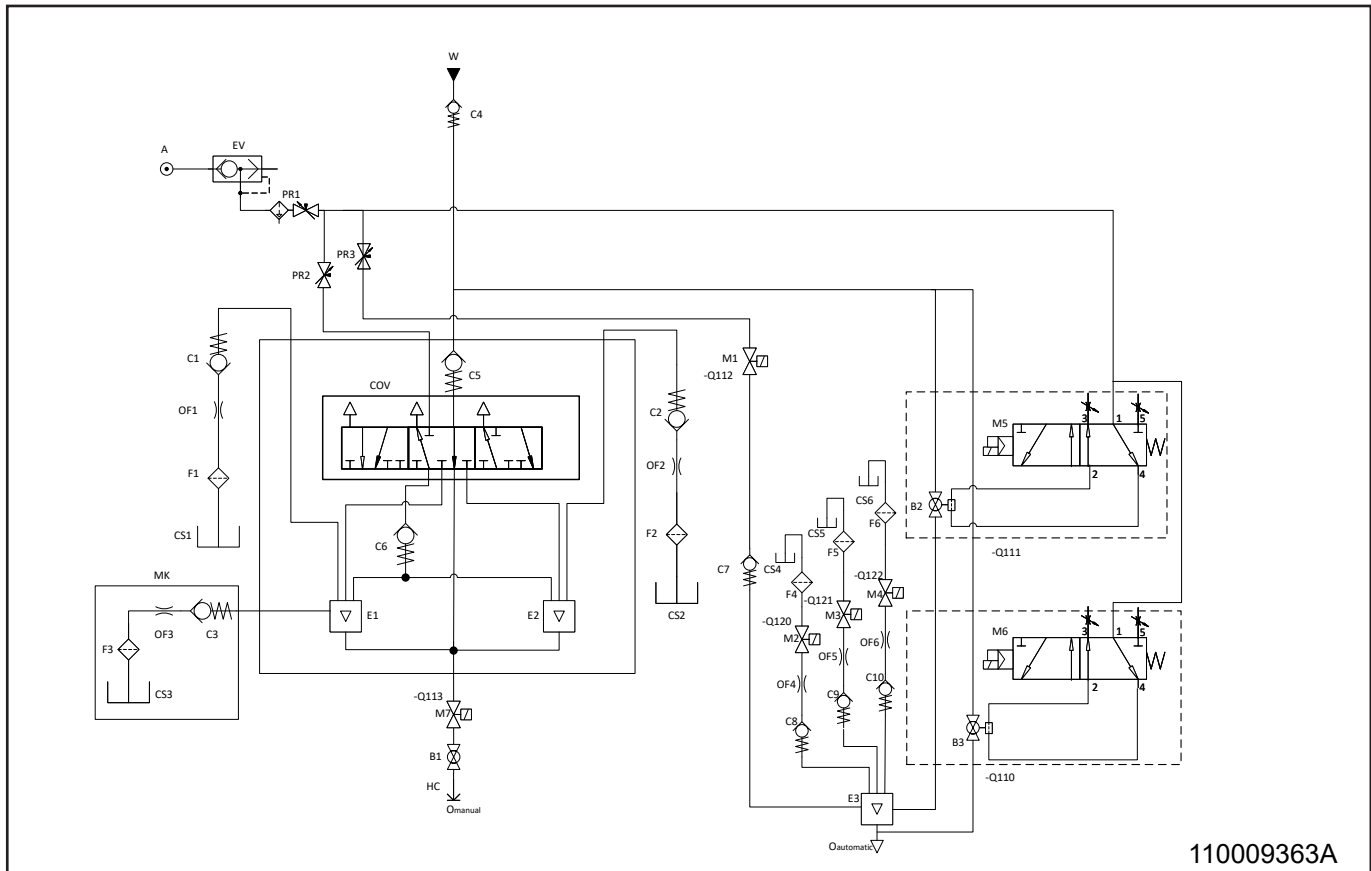 W
C4
EV
A
PR1
PR3
PR2
C1
C5
M1
-Q112
COV
C2
M5
3
1
5
OF1
OF2
CS6
F1
B2
2
4
F6
CS5
F2
F5
CS1
C6
C7
CS4
-Q122
-Q111
MK
F4
M4
-Q121
E1
E2
CS2
M3
-Q120
M6
3
1
5
OF3
C3
M2
OF6
F3
OF5
C10
2
4
CS3
-Q113
OF4
C9
M7
C8
B3
B1
-Q110
HC
E3
Omanual
Oautomatic
110009363A